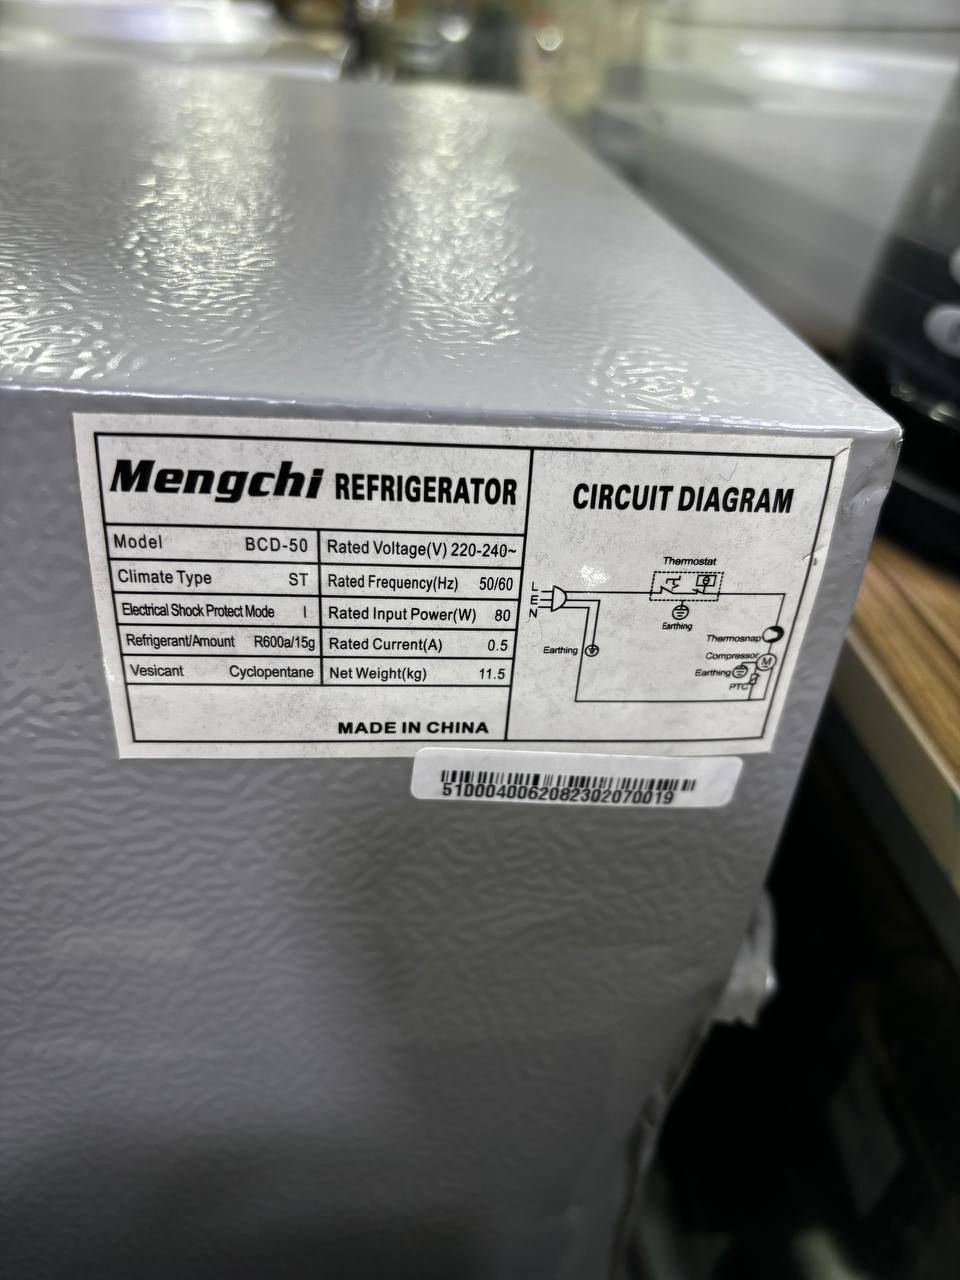 Mengchi REFRIGERATOR
Model BCD-50
Climate Type ST
Electrical Shock Protect Mode I
Refrigerant/Amount R600a/15g
Vesicant Cyclopentane
Rated Voltage(V) 220-240~
Rated Frequency(Hz) 50/60
Rated Input Power(W) 80
Rated Current(A) 0.5
Net Weight(kg) 11.5
MADE IN CHINA
CIRCUIT DIAGRAM
Thermostat
L
E
N
Earthing
Earthing
Thermosnap
Compressor
M
Earthing
PTC
5100040062082302070019